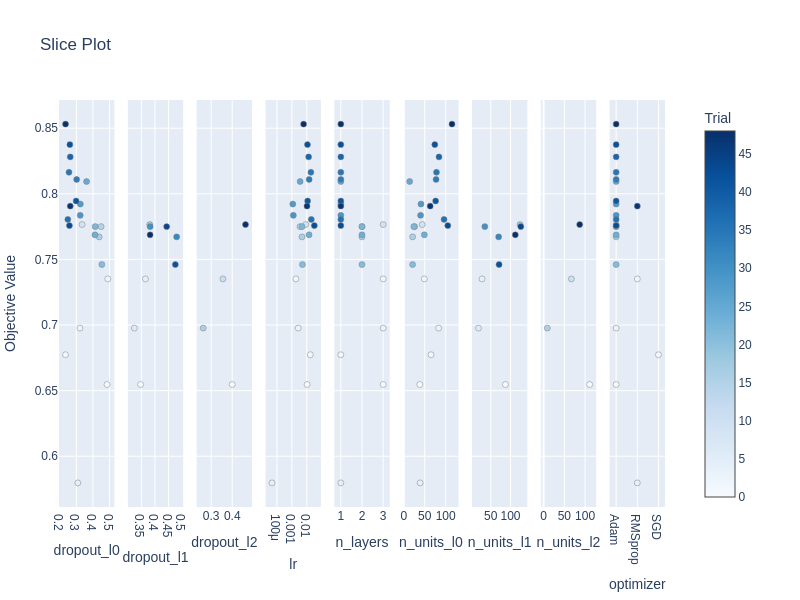 Slice Plot
Trial
Objective Value
0.85
0.8
0.75
0.7
0.65
0.6
0.2 0.3 0.4 0.5
dropout_l0
0.35 0.4 0.45 0.5
dropout_l1
0.3 0.4
dropout_l2
100μ 0.001 0.01
lr
1 2 3
n_layers
0 50 100
n_units_l0
50 100
n_units_l1
0 50 100
n_units_l2
Adam RMSprop SGD
optimizer
45
40
35
30
25
20
15
10
5
0